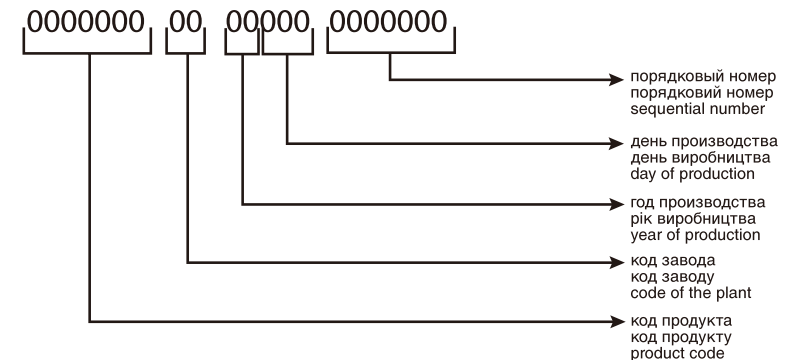 0000000 00 00000 0000000
порядковый номер
порядковий номер
sequential number
день производства
день виробництва
day of production
год производства
рік виробництва
year of production
код завода
код заводу
code of the plant
код продукта
код продукту
product code